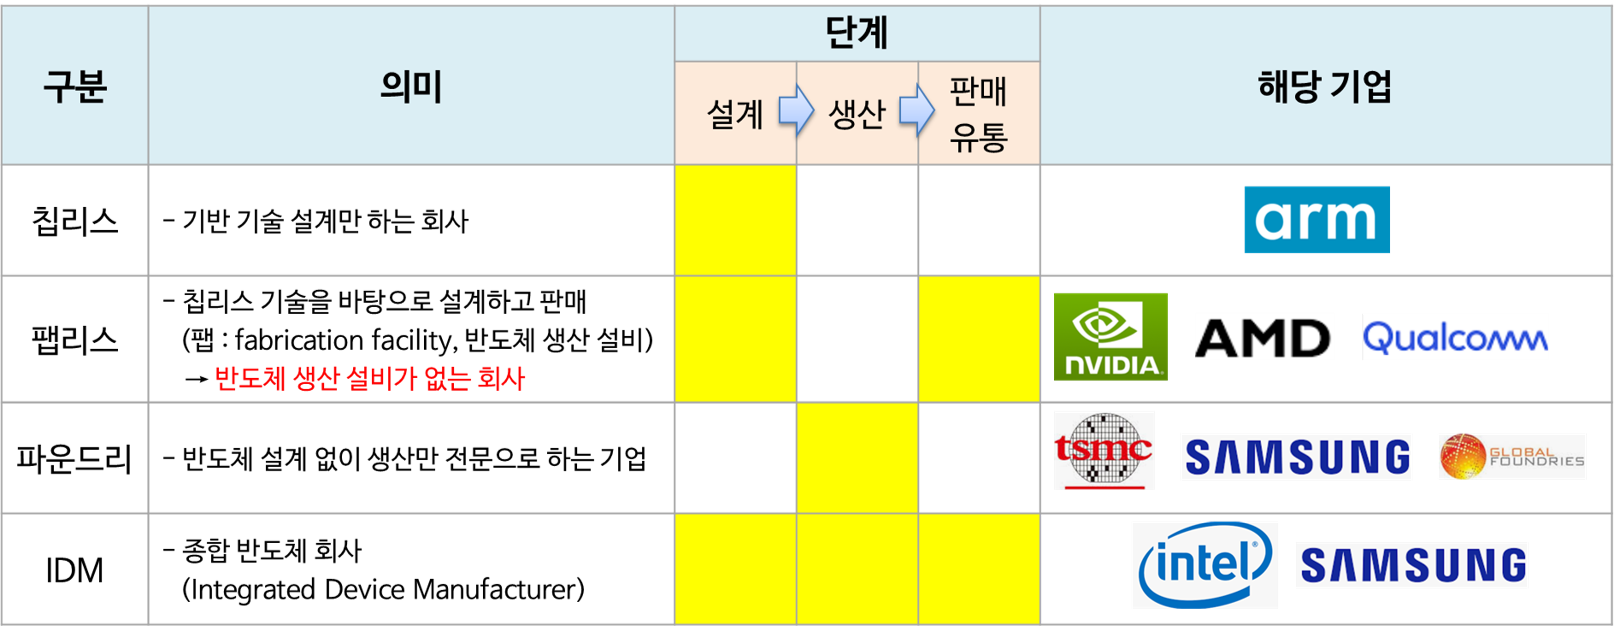 구분
의미
단계
해당 기업
설계
생산
판매
유통
칩리스
- 기반 기술 설계만 하는 회사
arm
팹리스
- 칩리스 기술을 바탕으로 설계하고 판매
(팹 : fabrication facility, 반도체 생산 설비)
→ 반도체 생산 설비가 없는 회사
NVIDIA.
AMD
Qualcomm
파운드리
- 반도체 설계 없이 생산만 전문으로 하는 기업
tsmc
SAMSUNG
GLOBAL
FOUNDRIES
IDM
- 종합 반도체 회사
(Integrated Device Manufacturer)
intel
SAMSUNG